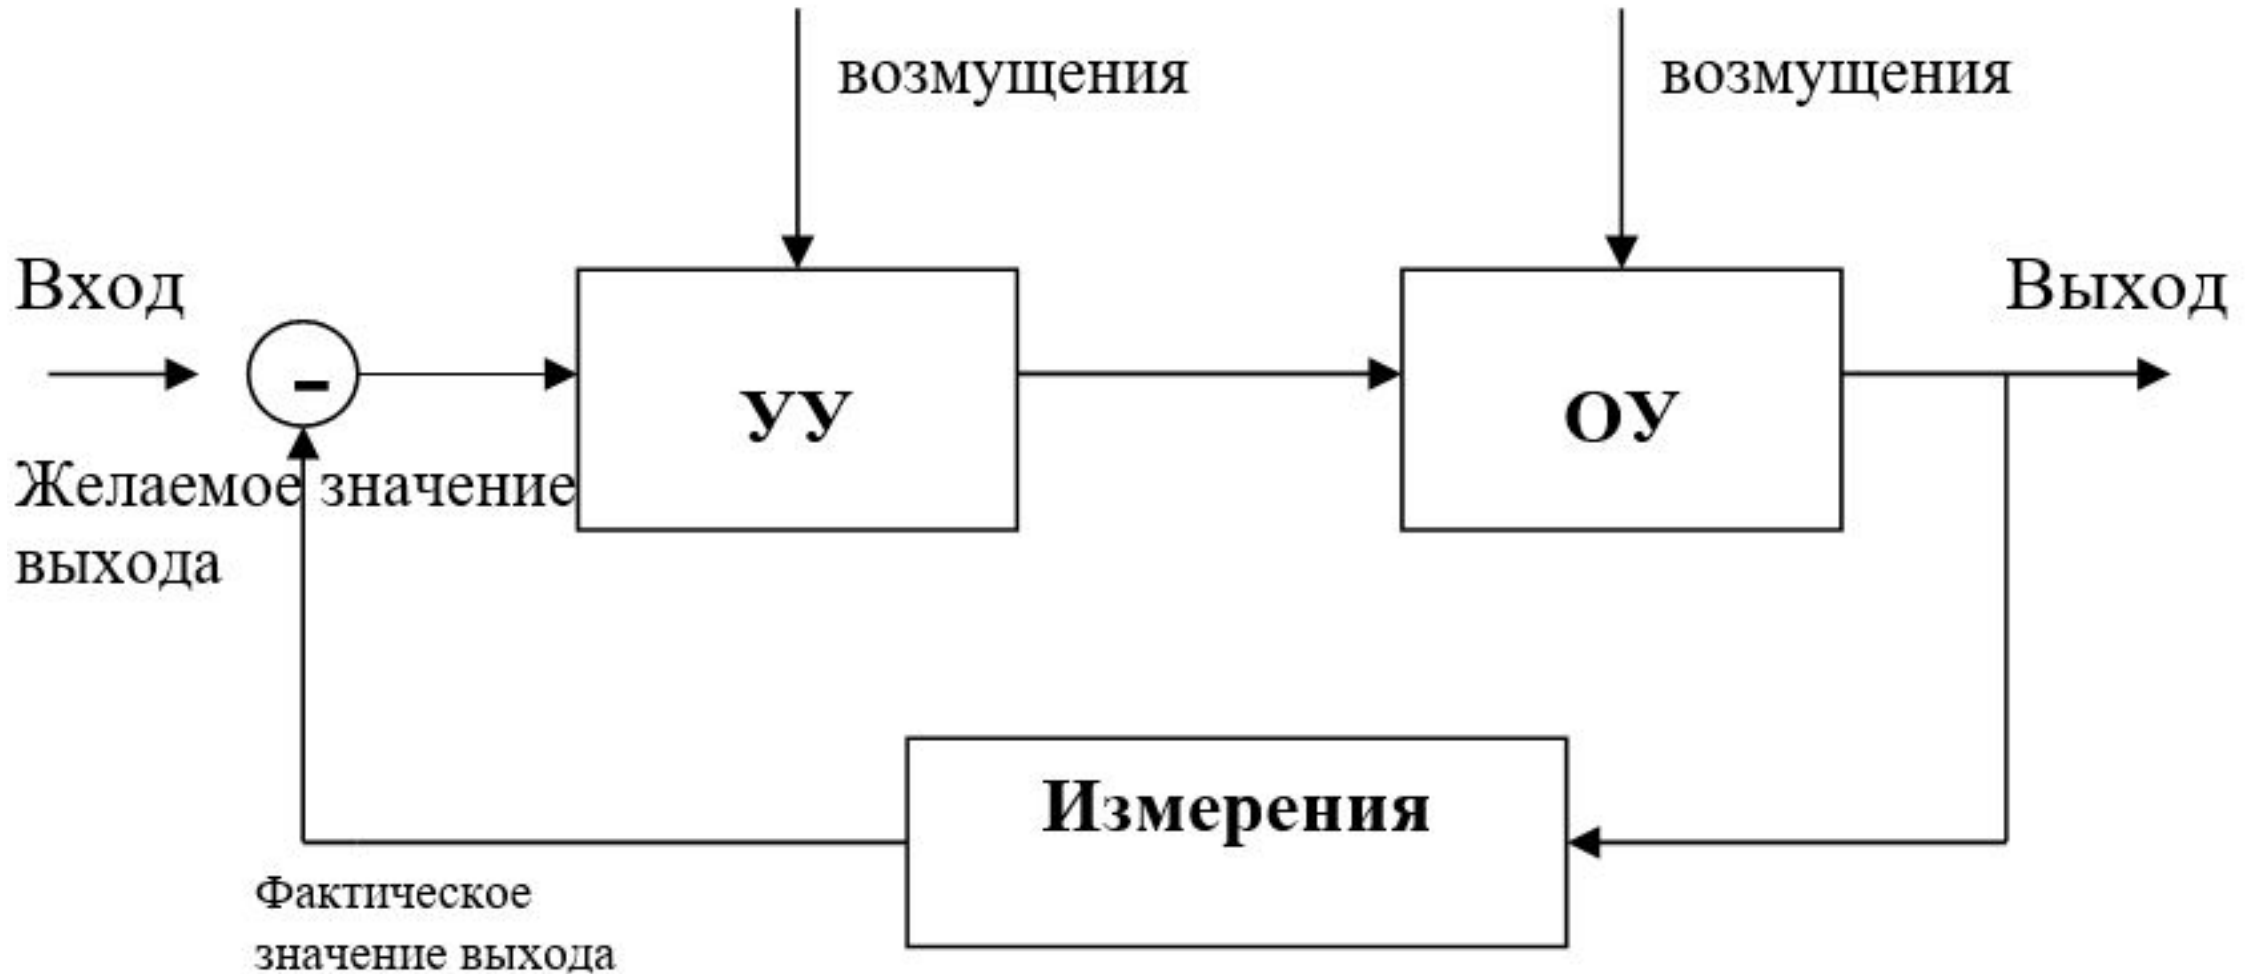 возмущения
возмущения
Вход
Выход
-
УУ
ОУ
Желаемое значение
выхода
Измерения
Фактическое
значение выхода